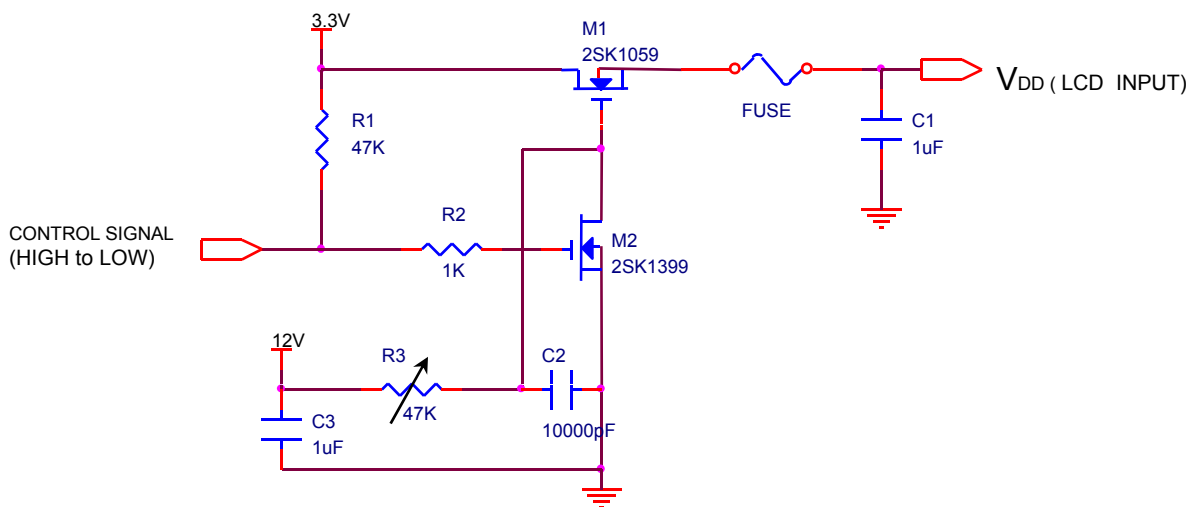 3.3V
M1
2SK1059
FUSE
VDD ( LCD INPUT)
R1
47K
C1
1uF
CONTROL SIGNAL
(HIGH to LOW)
R2
1K
M2
2SK1399
12V
R3
47K
C2
10000pF
C3
1uF